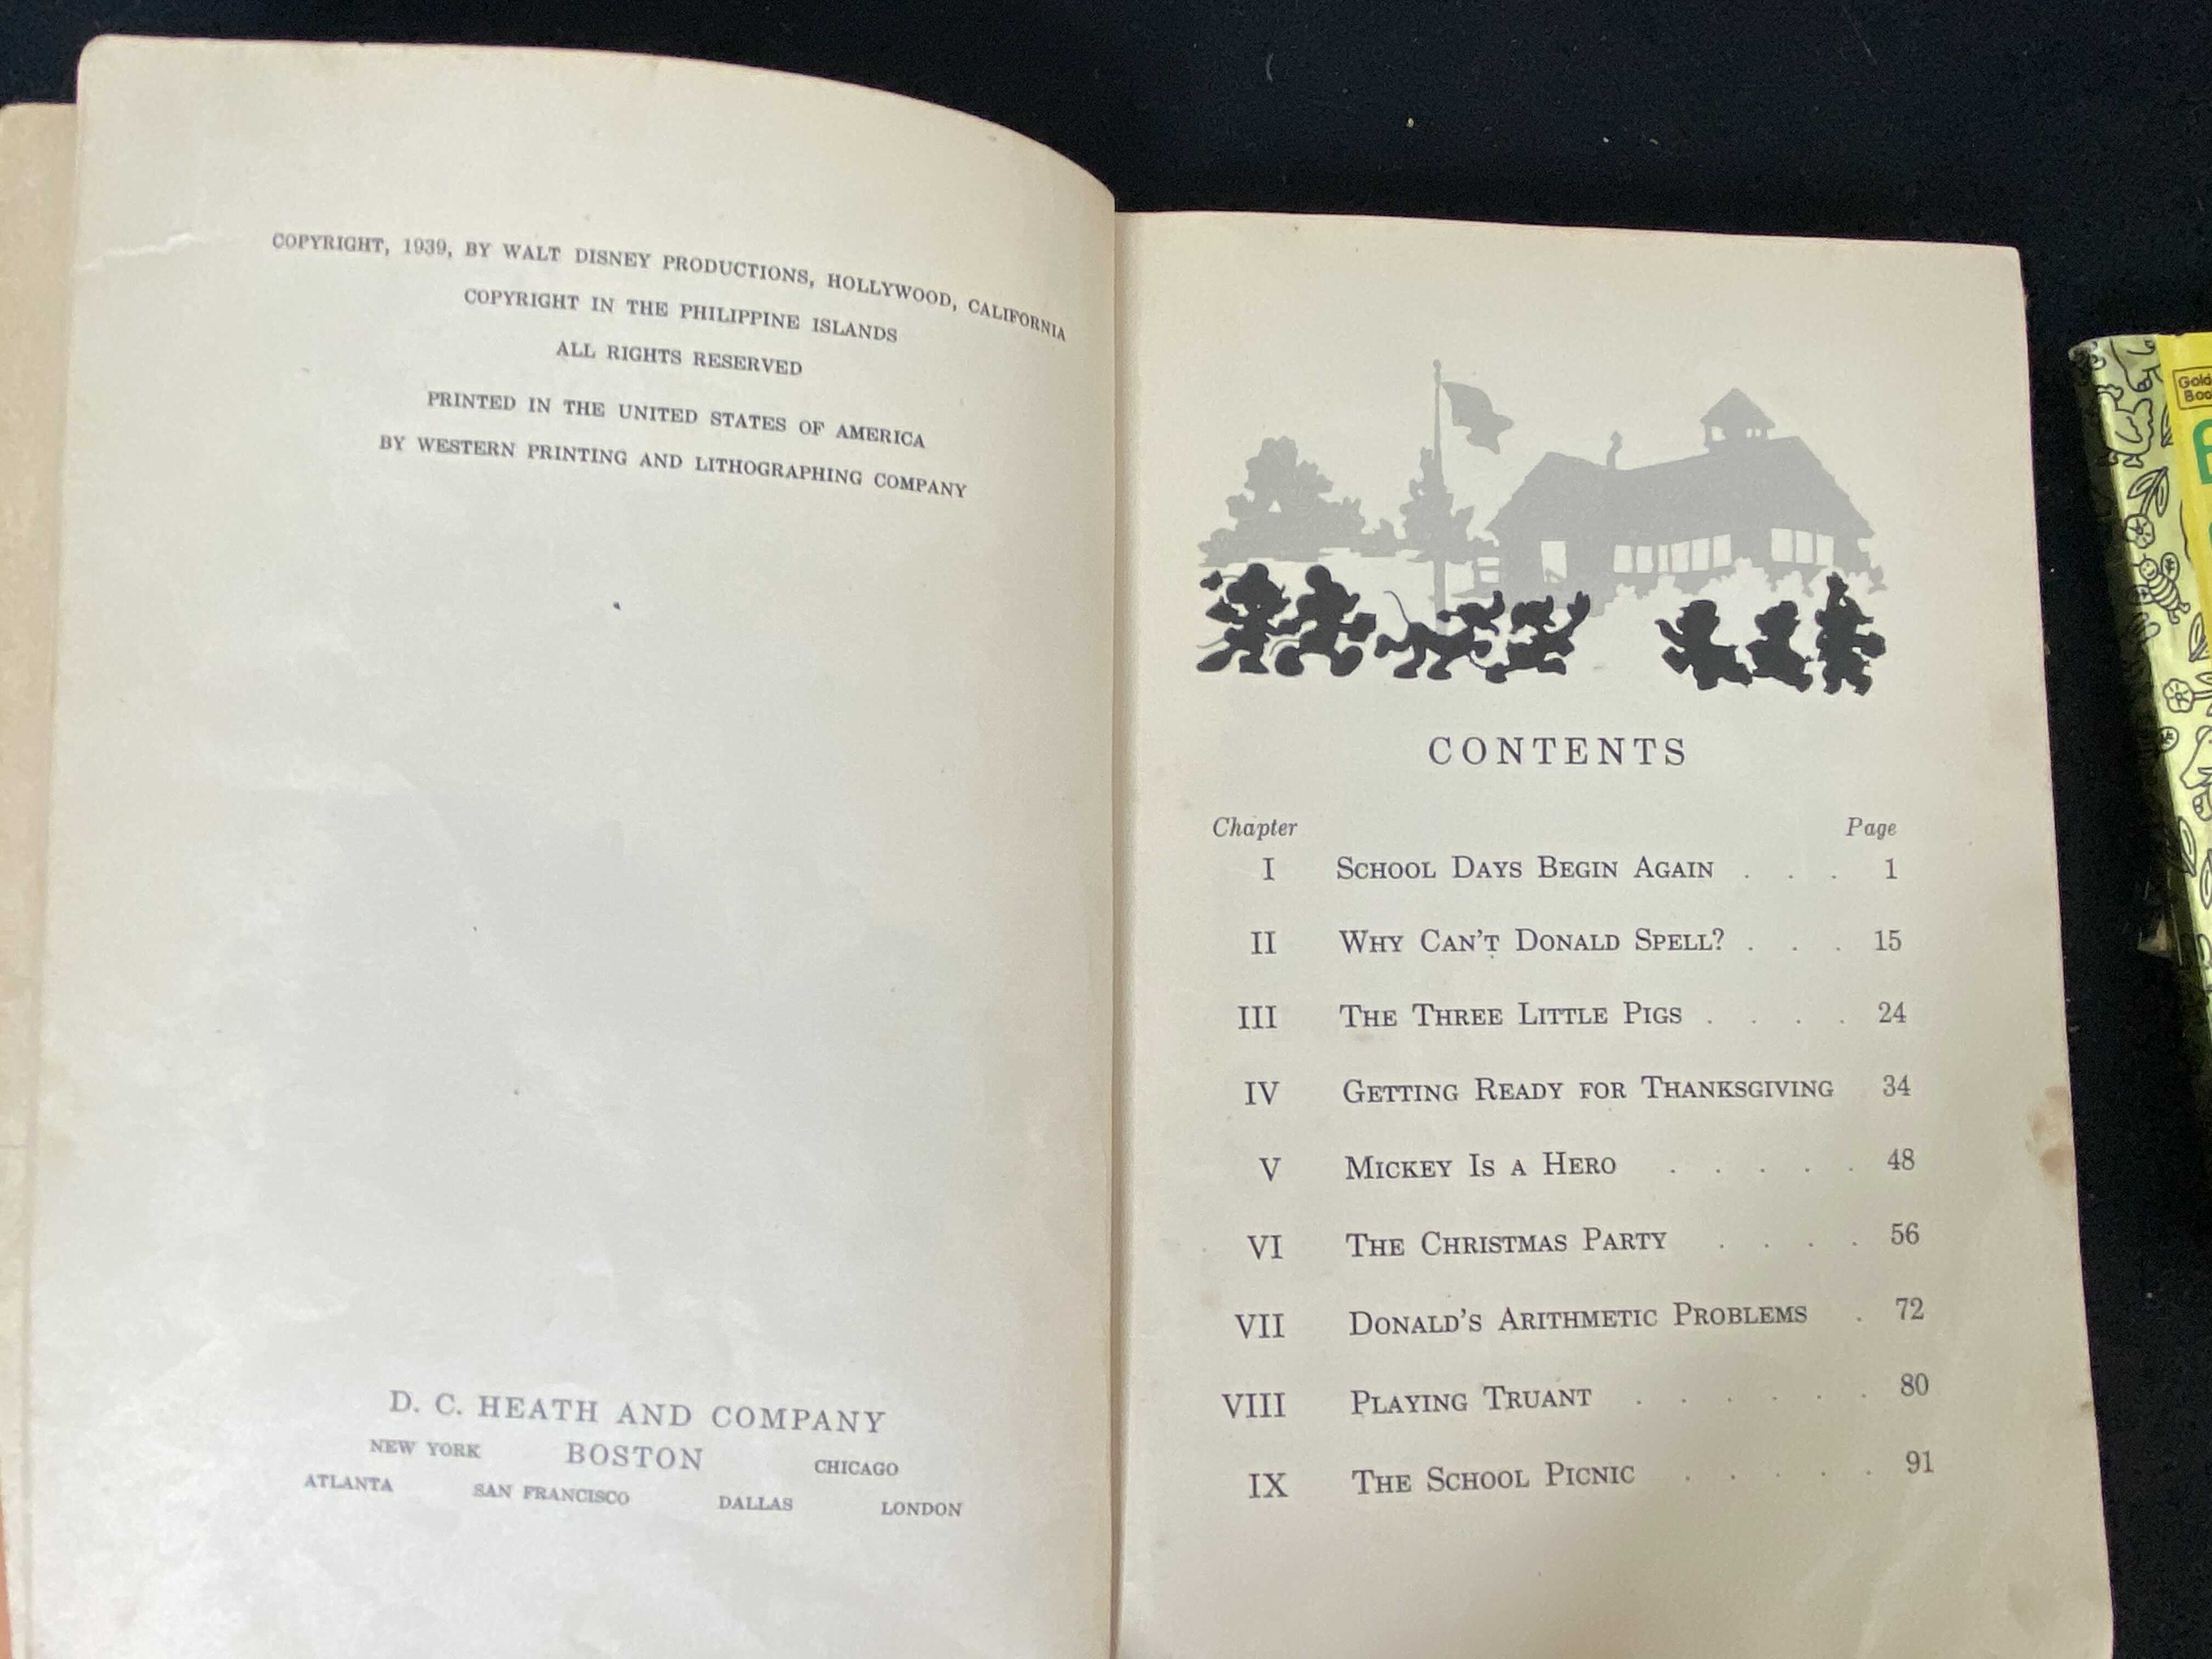 COPYRIGHT, 1939, BY WALT DISNEY PRODUCTIONS, HOLLYWOOD, CALIFORNIA
COPYRIGHT IN THE PHILIPPINE ISLANDS
ALL RIGHTS RESERVED
PRINTED IN THE UNITED STATES OF AMERICA
BY WESTERN PRINTING AND LITHOGRAPHING COMPANY
D. C. HEATH AND COMPANY
NEW YORK BOSTON CHICAGO
ATLANTA SAN FRANCISCO DALLAS LONDON
CONTENTS
Chapter Page
I SCHOOL DAYS BEGIN AGAIN . . . 1
II WHY CAN'T DONALD SPELL? . . . 15
III THE THREE LITTLE PIGS . . . . 24
IV GETTING READY FOR THANKSGIVING 34
V MICKEY IS A HERO . . . . . 48
VI THE CHRISTMAS PARTY . . . . 56
VII DONALD'S ARITHMETIC PROBLEMS . 72
VIII PLAYING TRUANT . . . . . . 80
IX THE SCHOOL PICNIC . . . . . 91